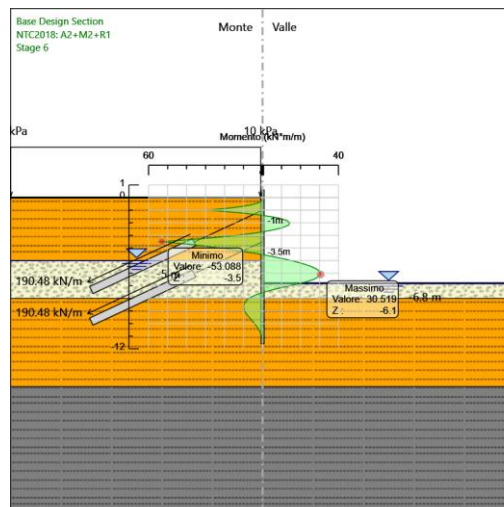 Base Design Section
NTC2018: A2+M2+R1
Stage 6
Monte
Valle
kPa
10 kPa
Momento (kN*m/m)
60
40
1
0
-1m
-3.5m
Minimo
Valore: -53.088
Z : -3.5
-5 m
190.48 kN/m
Massimo
Valore: 30.519
Z : -6.1
-6.8 m
190.48 kN/m
-12